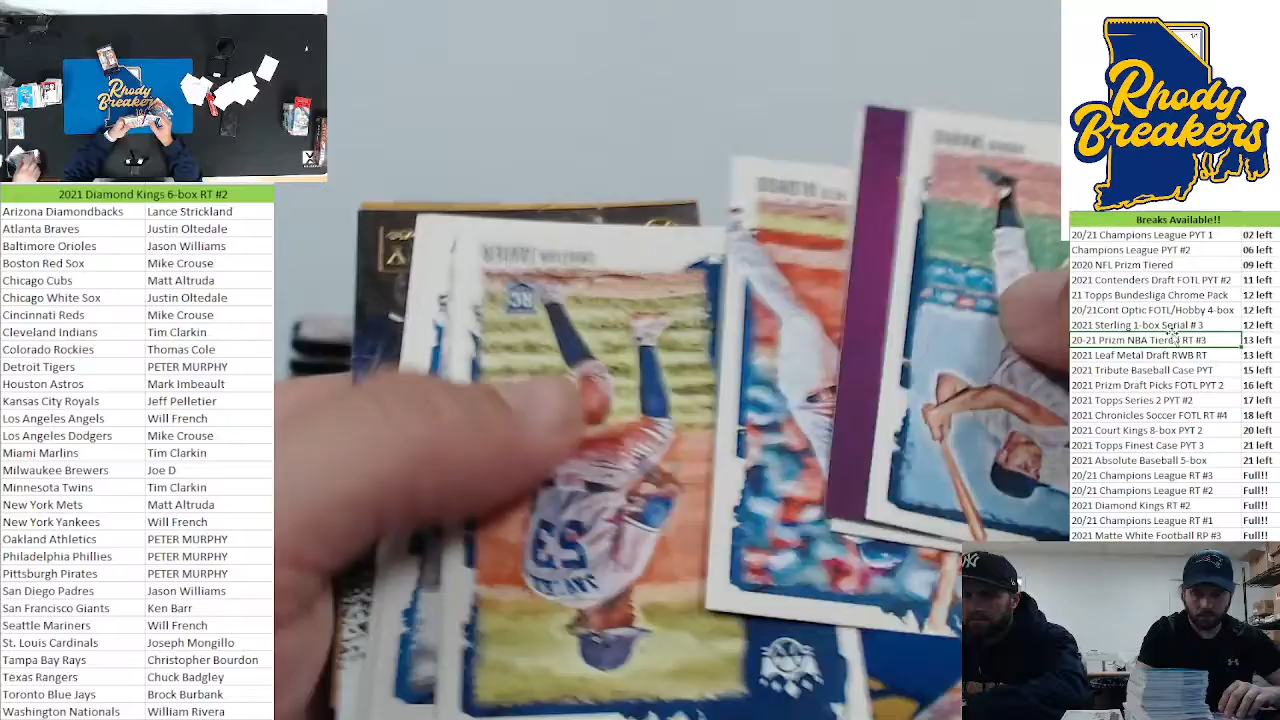 2021 Diamond Kings 6-box RT #2
Arizona Diamondbacks Lance Strickland
Atlanta Braves Justin Oltedale
Baltimore Orioles Jason Williams
Boston Red Sox Mike Crouse
Chicago Cubs Matt Altruda
Chicago White Sox Justin Oltedale
Cincinnati Reds Mike Crouse
Cleveland Indians Tim Clarkin
Colorado Rockies Thomas Cole
Detroit Tigers PETER MURPHY
Houston Astros Mark Imbeault
Kansas City Royals Jeff Pelletier
Los Angeles Angels Will French
Los Angeles Dodgers Mike Crouse
Miami Marlins Tim Clarkin
Milwaukee Brewers Joe D
Minnesota Twins Tim Clarkin
New York Mets Matt Altruda
New York Yankees Will French
Oakland Athletics PETER MURPHY
Philadelphia Phillies PETER MURPHY
Pittsburgh Pirates PETER MURPHY
San Diego Padres Jason Williams
San Francisco Giants Ken Barr
Seattle Mariners Will French
St. Louis Cardinals Joseph Mongillo
Tampa Bay Rays Christopher Bourdon
Texas Rangers Chuck Badgley
Toronto Blue Jays Brock Burbank
Washington Nationals William Rivera
Rhody
Breakers
RC
53
Rhody
Breakers
Breaks Available!!
20/21 Champions League PYT 1 02 left
Champions League PYT #2 06 left
2020 NFL Prizm Tiered 09 left
2021 Contenders Draft FOTL PYT #2 11 left
21 Topps Bundesliga Chrome Pack 12 left
20/21Cont Optic FOTL/Hobby 4-box 12 left
2021 Sterling 1-box Serial # 3 12 left
20-21 Prizm NBA Tiered RT #3 13 left
2021 Leaf Metal Draft RWB RT 13 left
2021 Tribute Baseball Case PYT 15 left
2021 Prizm Draft Picks FOTL PYT 2 16 left
2021 Topps Series 2 PYT #2 17 left
2021 Chronicles Soccer FOTL RT #4 18 left
2021 Court Kings 8-box PYT 2 20 left
2021 Topps Finest Case PYT 3 21 left
2021 Absolute Baseball 5-box 21 left
20/21 Champions League RT #3 Full!!
20/21 Champions League RT #2 Full!!
2021 Diamond Kings RT #2 Full!!
20/21 Champions League RT #1 Full!!
2021 Matte White Football RP #3 Full!!